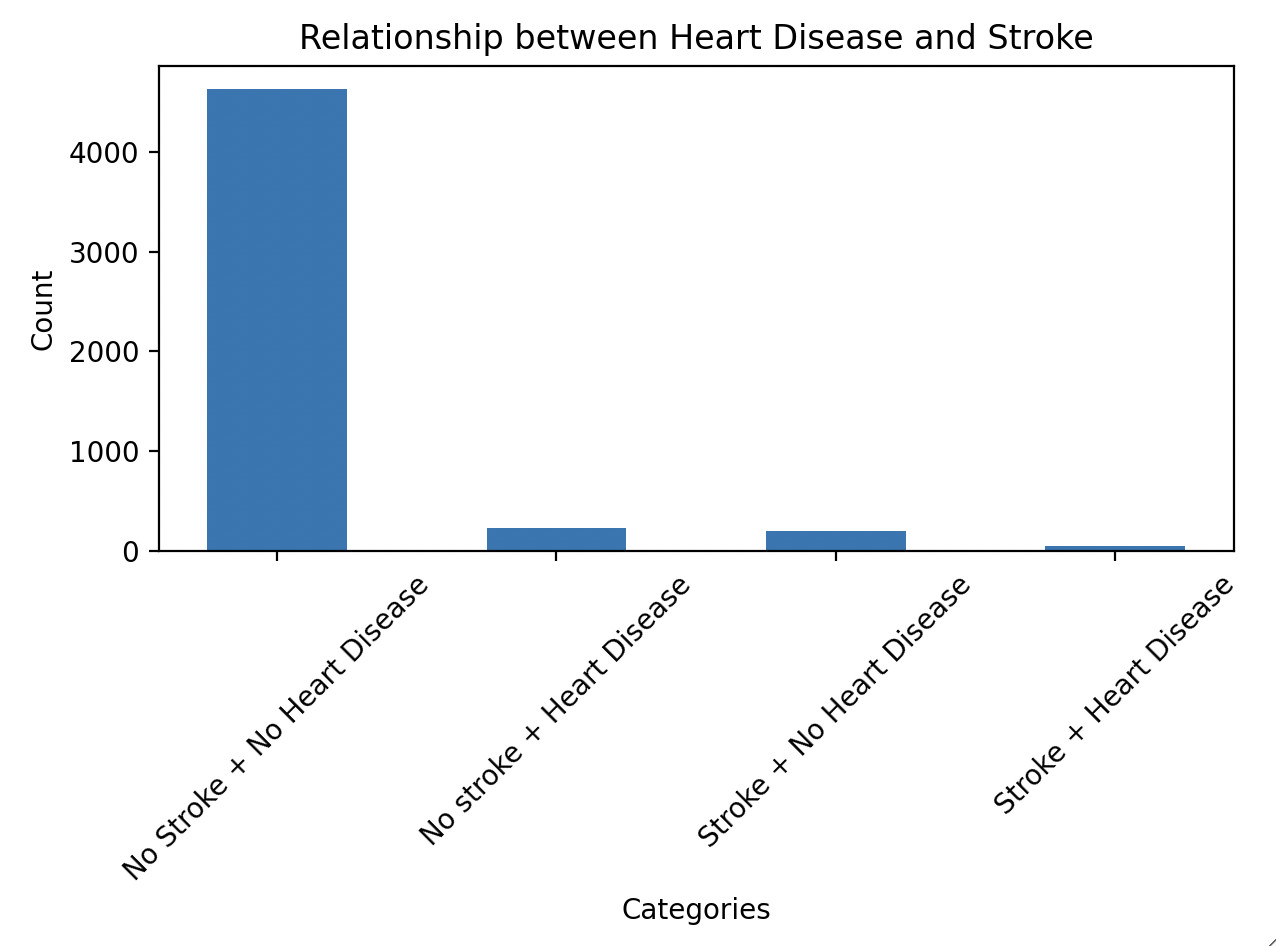 Relationship between Heart Disease and Stroke
Count
4000
3000
2000
1000
0
No Stroke + No Heart Disease
No stroke + Heart Disease
Stroke + No Heart Disease
Stroke + Heart Disease
Categories